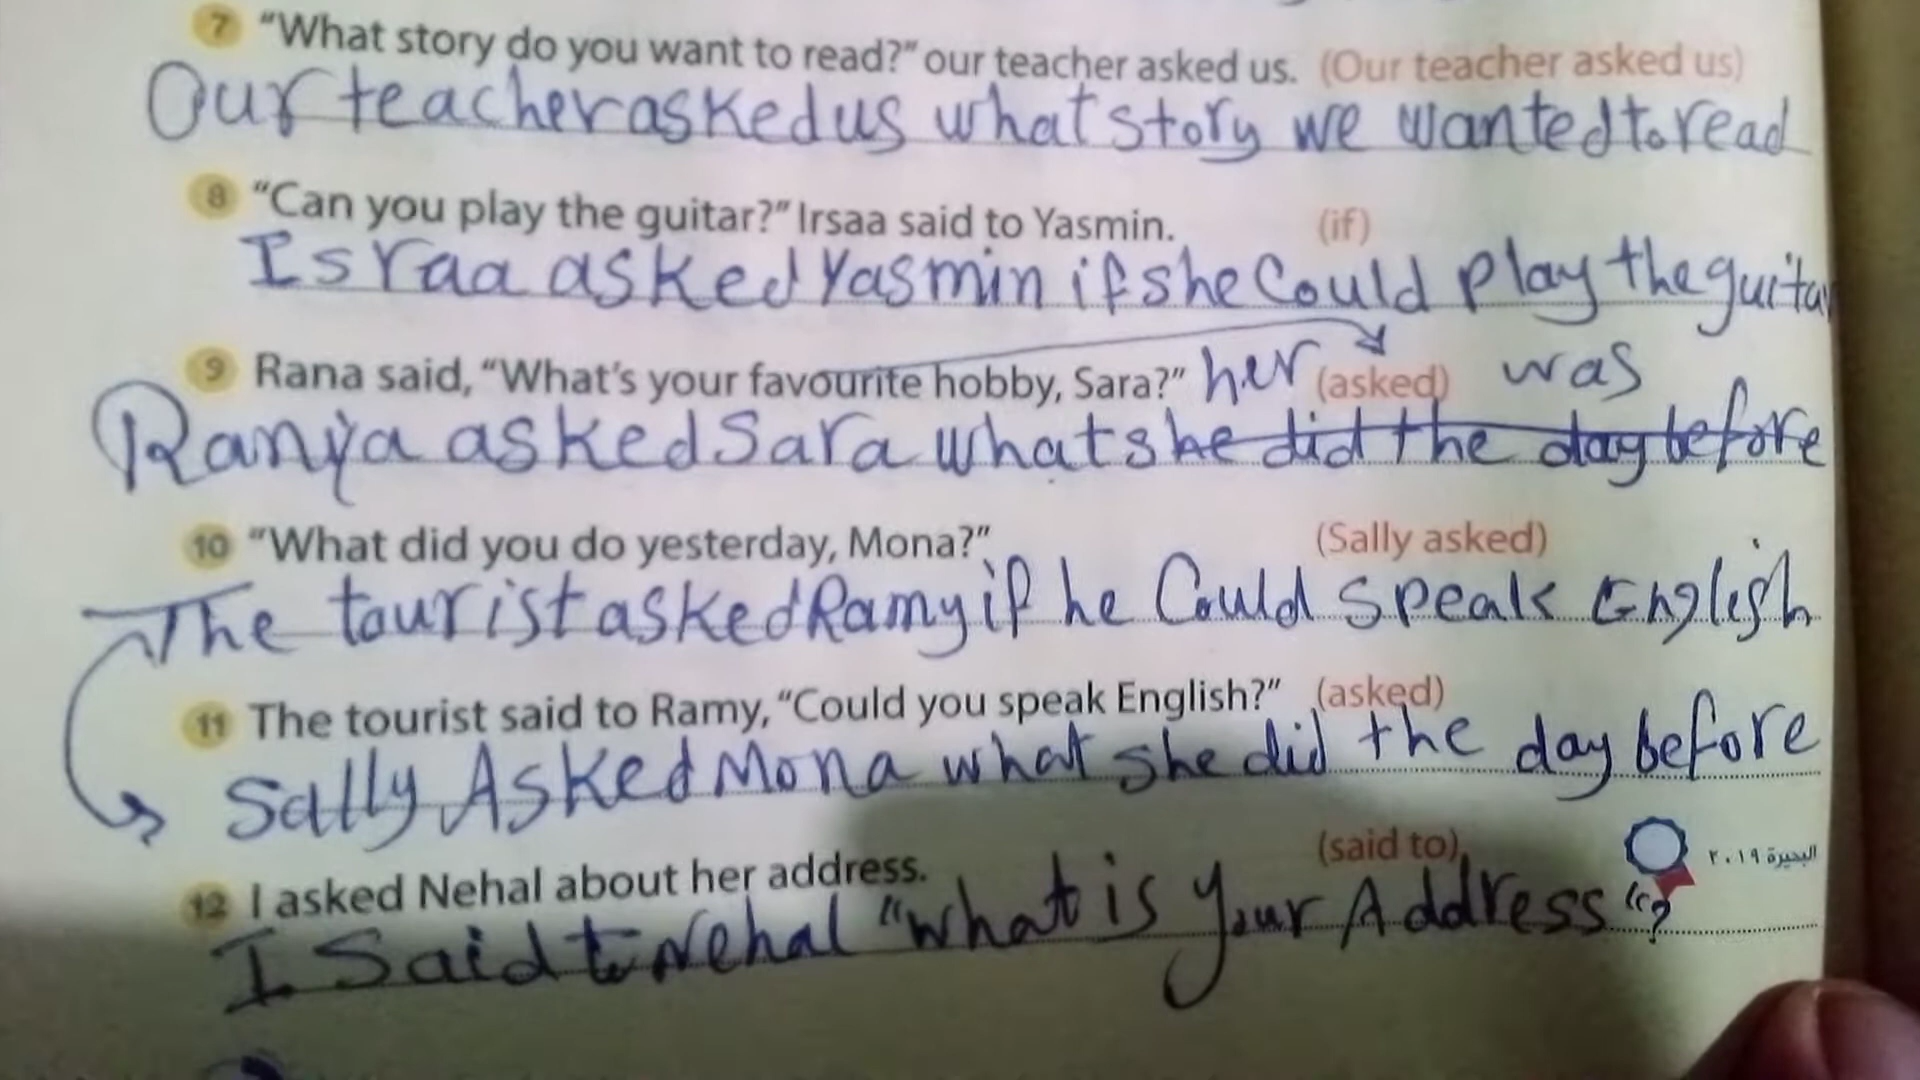 7 "What story do you want to read?" our teacher asked us. (Our teacher asked us)
Our teacher asked us what story we wanted to read
8 "Can you play the guitar?" Irsaa said to Yasmin. (if)
Israa asked Yasmin if she Could play the guitar
9 Rana said, "What's your favourite hobby, Sara?" her (asked) was
Ranya asked Sara what she did the day before
10 "What did you do yesterday, Mona?" (Sally asked)
The tourist asked Ramy if he Could speak English
11 The tourist said to Ramy, "Could you speak English?" (asked)
Sally Asked Mona what she did the day before
12 I asked Nehal about her address. (said to)
البحيرة ٢٠١٩
I Said to Nehal "what is your Address"?